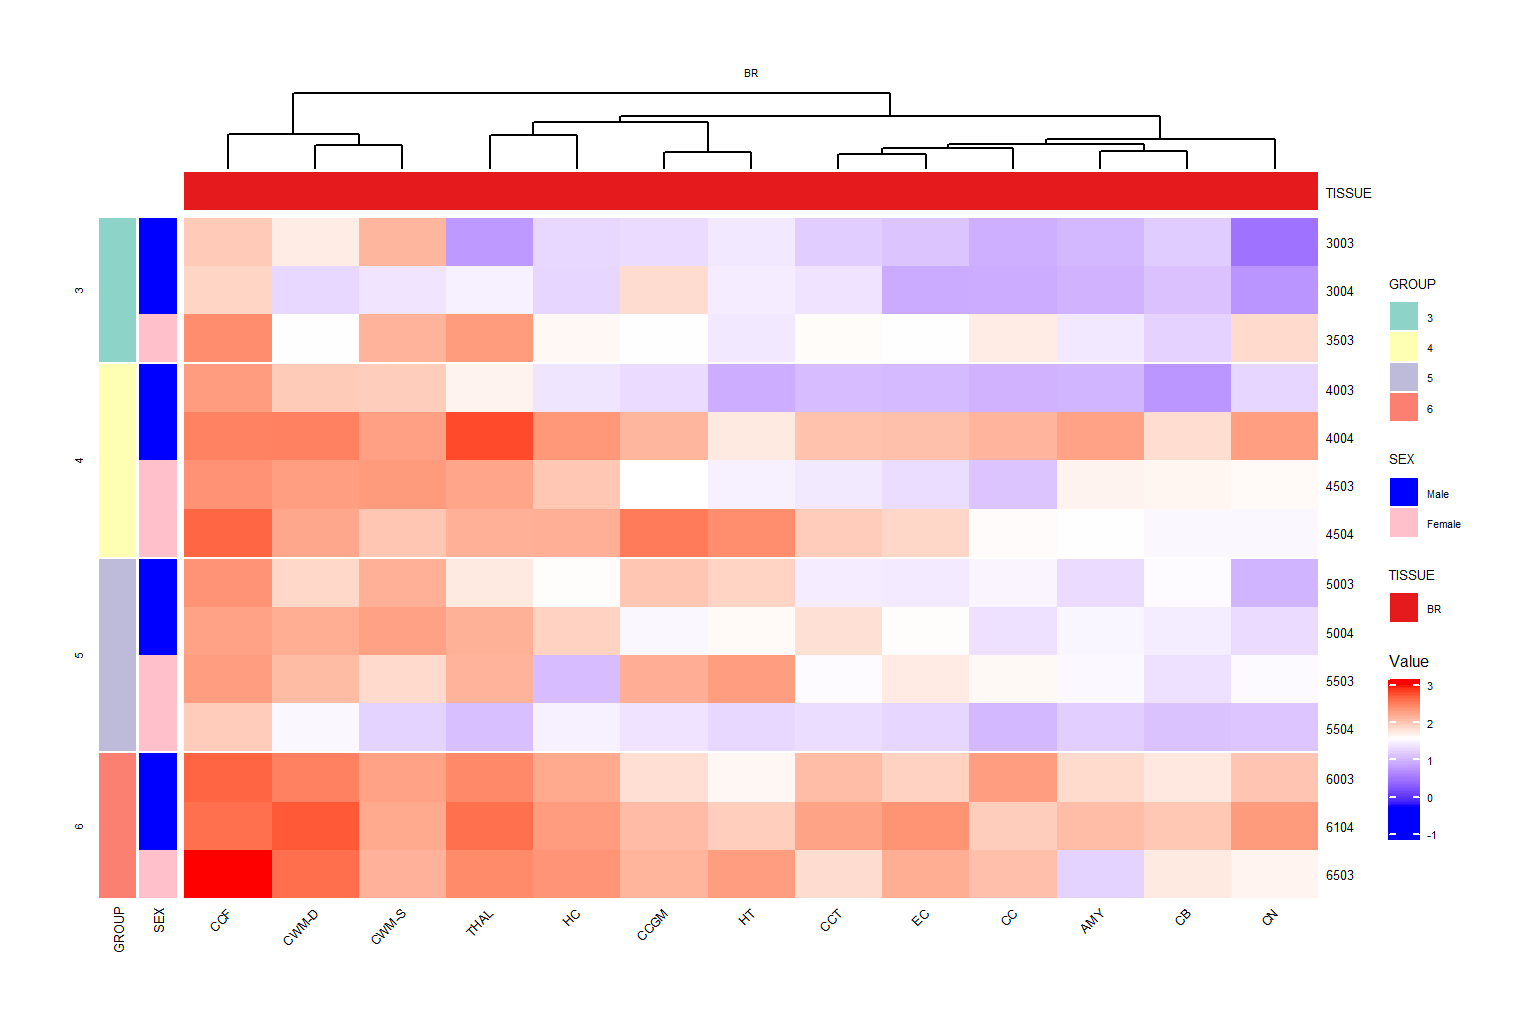 BR
TISSUE
3
4
5
6
3003
3004
3503
4003
4004
4503
4504
5003
5004
5503
5504
6003
6104
6503
GROUP
SEX
CCF
CWM-D
CWM-S
THAL
HC
CCGM
HT
CCT
EC
CC
AMY
CB
CN
GROUP
3
4
5
6
SEX
Male
Female
TISSUE
BR
Value
3
2
1
0
-1